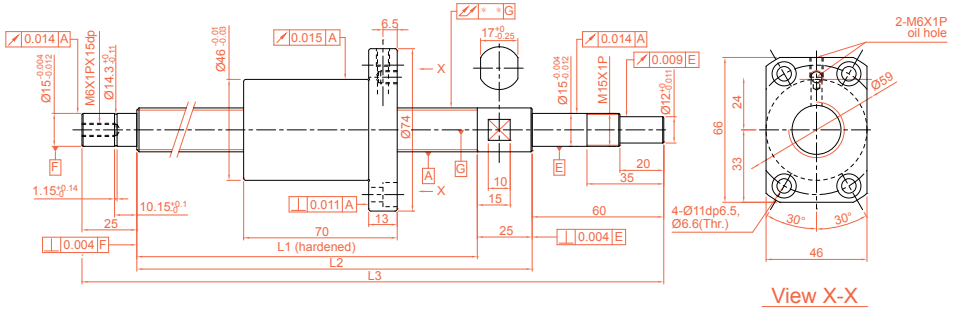 6.5
17+0 -0.25
2-M6X1P
oil hole
↗ 0.014 A
↗ 0.015 A
⌰ * * G
↗ 0.014 A
↗ 0.009 E
Ø15-0.004 -0.012
M6X1PX15dp
Ø14.3+0 -0.11
Ø46-0.01 -0.03
X
Ø74
Ø15-0.004 -0.012
M15X1P
Ø12+0 -0.011
Ø59
24
66
33
F
A
G
E
X
10
15
20
35
1.15+0.14 -0
10.15+0.1 -0
⊥ 0.011 A
13
60
25
70
25
4-Ø11dp6.5,
Ø6.6(Thr.)
30°
30°
⊥ 0.004 F
L1 (hardened)
⊥ 0.004 E
46
L2
L3
View X-X